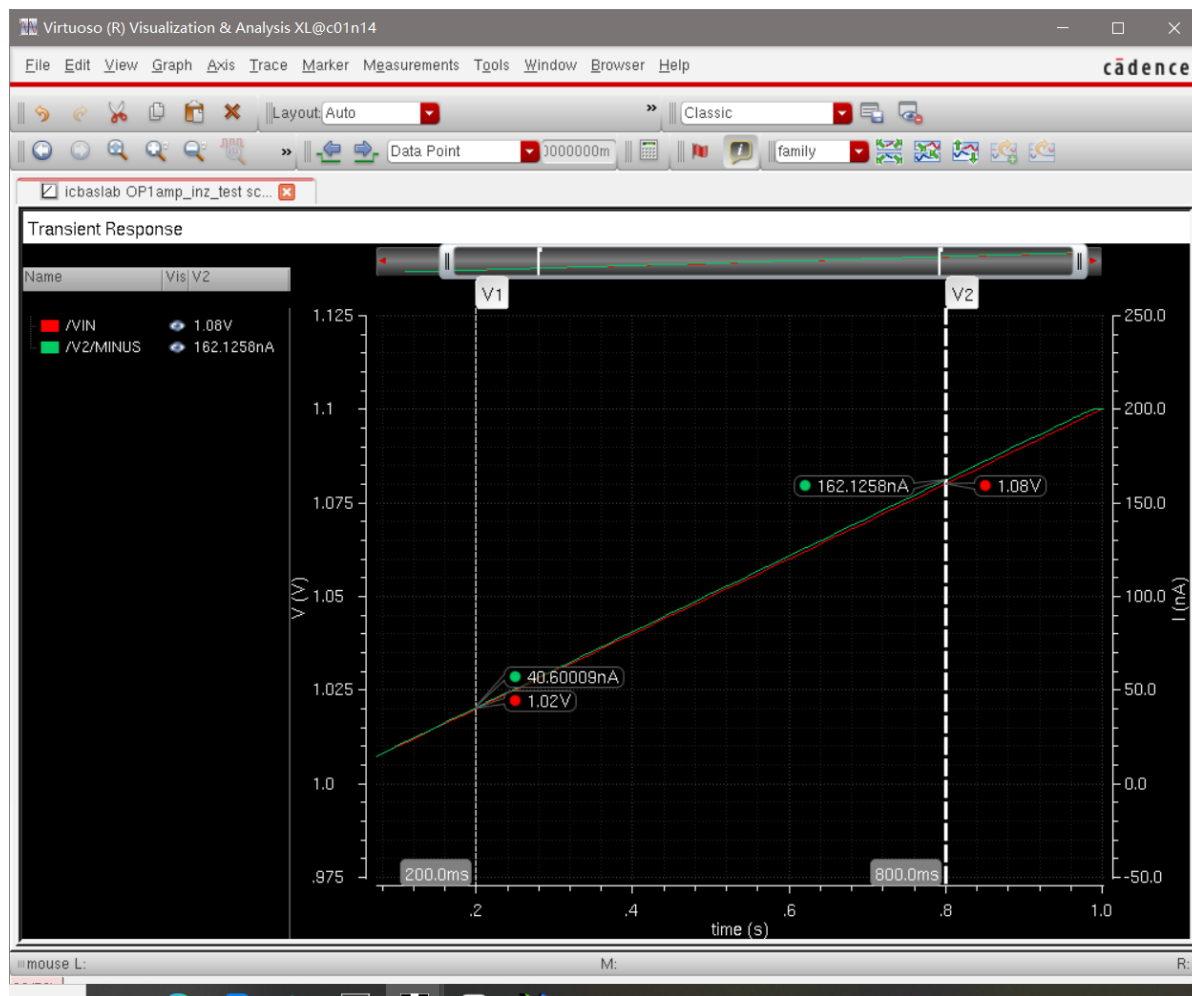 Virtuoso (R) Visualization & Analysis XL@c01n14
File Edit View Graph Axis Trace Marker Measurements Tools Window Browser Help cādence
Layout: Auto » Classic
» Data Point 0000000m family
icbaslab OP1amp_inz_test sc...
Transient Response
Name Vis V2
/VIN 1.08V
/V2/MINUS 162.1258nA
V1 V2
1.125 250.0
1.1 200.0
162.1258nA 1.08V
1.075 150.0
V (V) 1.05 100.0 I (nA)
40.60009nA
1.025 50.0
1.02V
1.0 0.0
200.0ms 800.0ms
.975 -50.0
.2 .4 .6 .8 1.0
time (s)
mouse L: M: R: